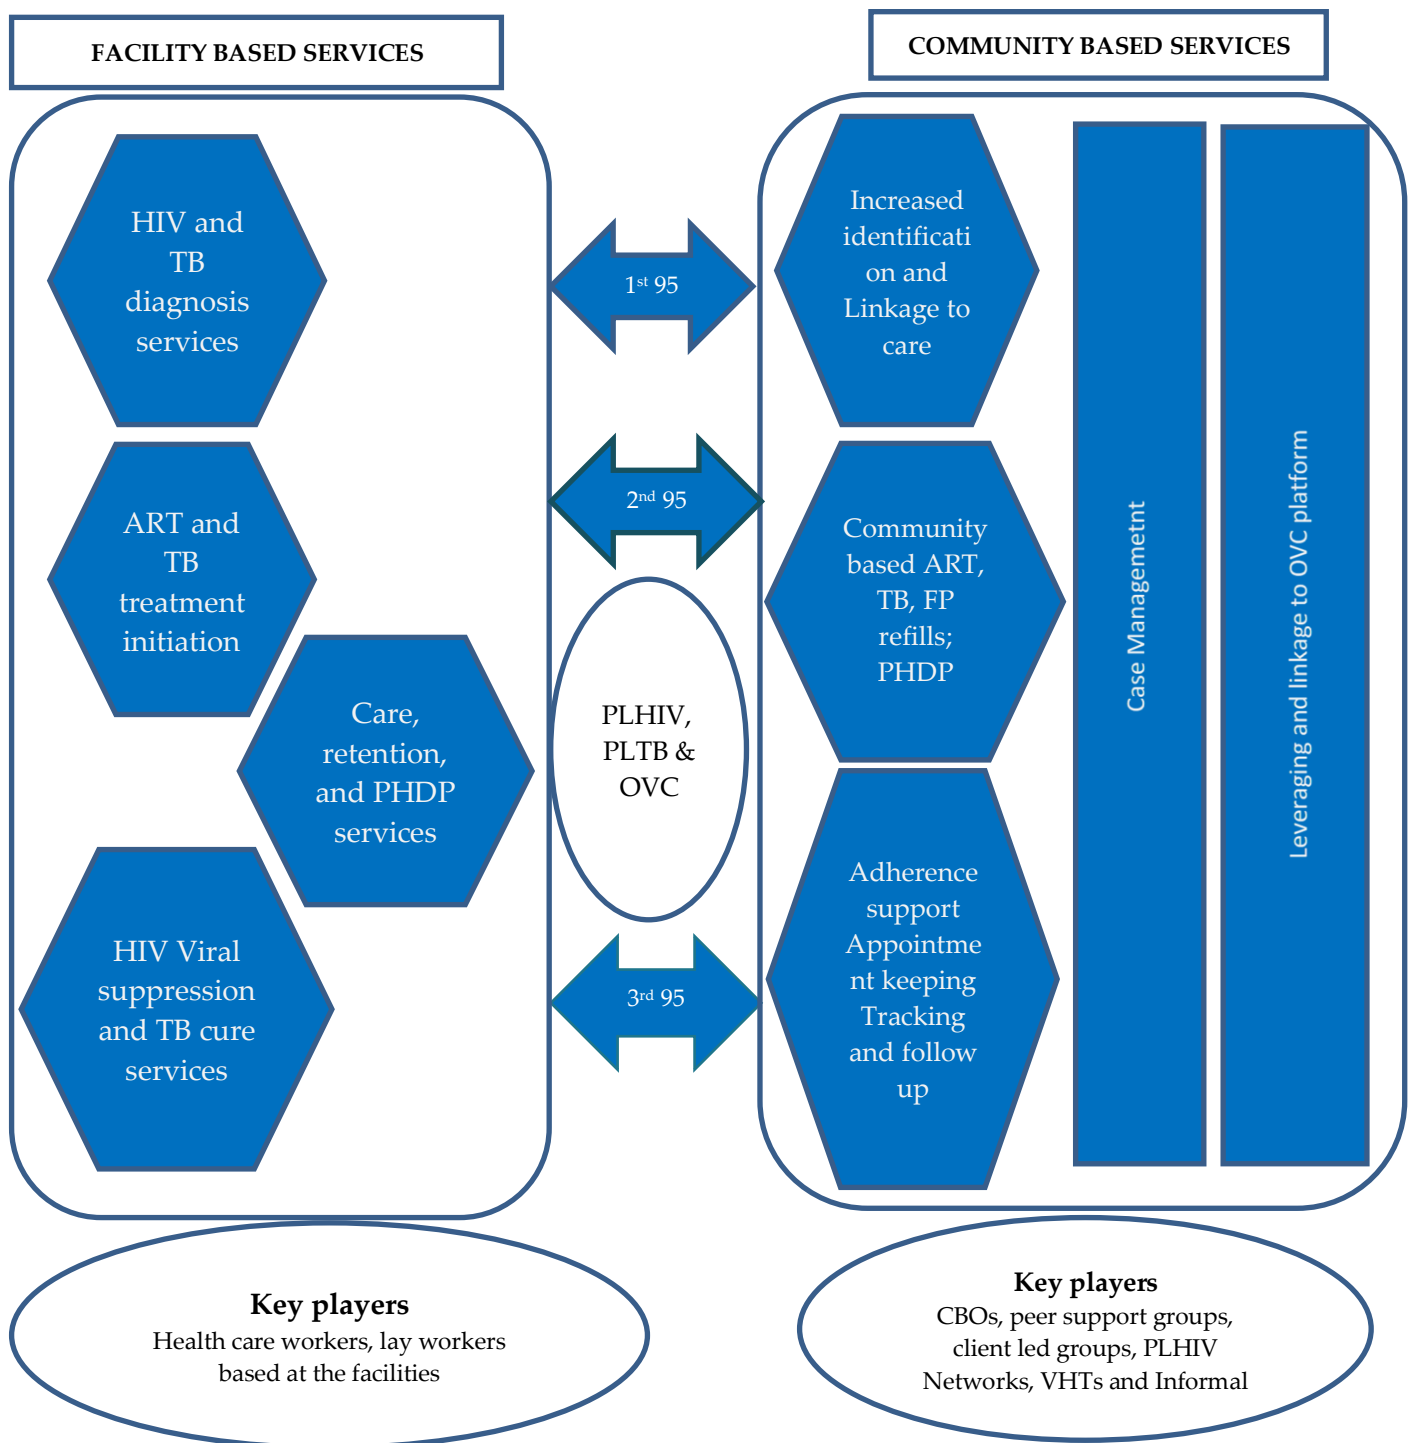 FACILITY BASED SERVICES
HIV and
TB
diagnosis
services
ART and
TB
treatment
initiation
Care,
retention,
and PHDP
services
HIV Viral
suppression
and TB cure
services
Key players
Health care workers, lay workers
based at the facilities
1st 95
2nd 95
PLHIV,
PLTB &
OVC
3rd 95
COMMUNITY BASED SERVICES
Increased
identificati
on and
Linkage to
care
Community
based ART,
TB, FP
refills;
PHDP
Adherence
support
Appointme
nt keeping
Tracking
and follow
up
Case Managemetnt
Leveraging and linkage to OVC platform
Key players
CBOs, peer support groups,
client led groups, PLHIV
Networks, VHTs and Informal